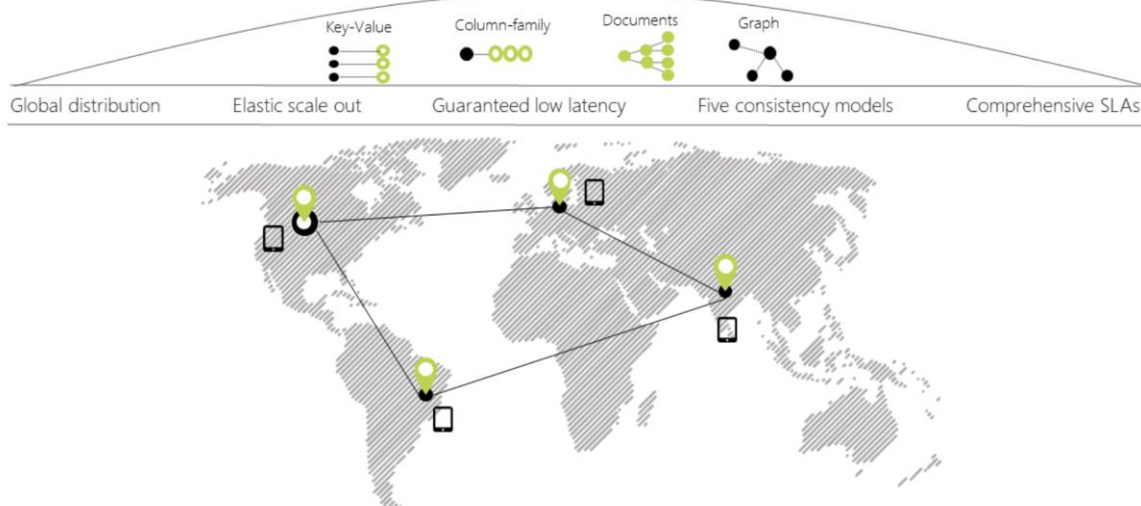 Key-Value
Column-family
Documents
Graph
Global distribution
Elastic scale out
Guaranteed low latency
Five consistency models
Comprehensive SLAs